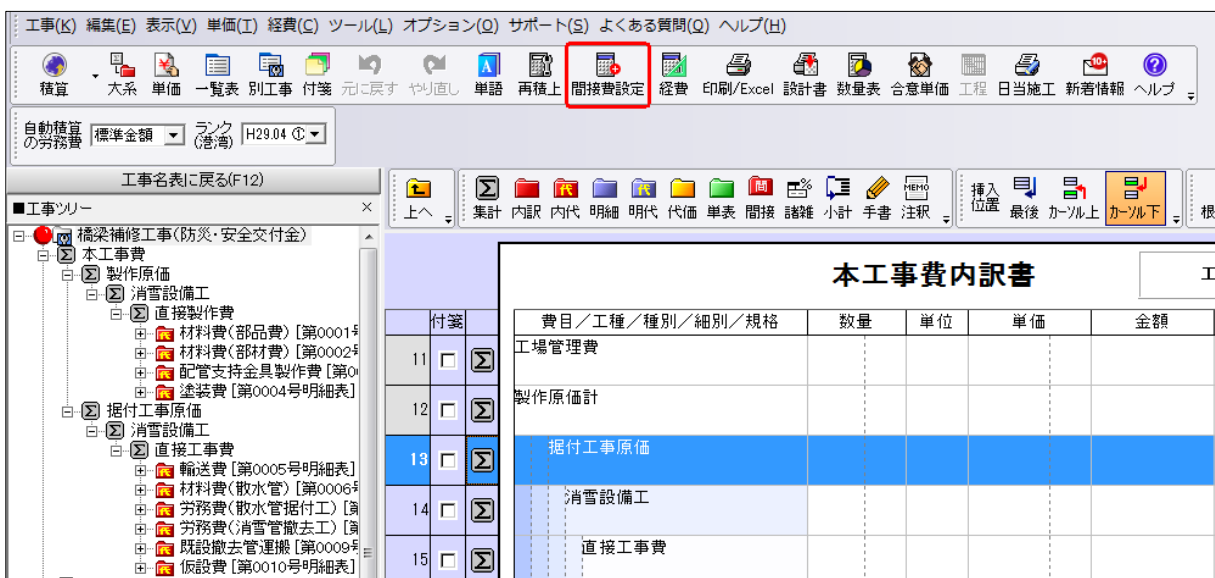 工事(K) 編集(E) 表示(V) 単価(T) 経費(C) ツール(L) オプション(O) サポート(S) よくある質問(Q) ヘルプ(H)
積算 大系 単価 一覧表 別工事 付箋 元に戻す やり直し 単語 再積上 間接費設定 経費 印刷/Excel 設計書 数量表 合意単価 工程 日当施工 新着情報 ヘルプ
自動積算の労務費 標準金額 ランク(港湾) H29.04 ①
工事名表に戻る(F12)
上へ 集計 内訳 内代 明細 明代 代価 単表 間接 諸雑 小計 手書 注釈 挿入位置 最後 カーソル上 カーソル下 根
■工事ツリー ×
橋梁補修工事(防災・安全交付金)
本工事費
製作原価
消雪設備工
直接製作費
材料費(部品費) [第0001号
材料費(部材費) [第0002号
配管支持金具製作費 [第0
塗装費 [第0004号明細表]
据付工事原価
消雪設備工
直接工事費
輸送費 [第0005号明細表]
材料費(散水管) [第0006号
労務費(散水管据付工) [第
労務費(消雪管撤去工) [第
既設撤去管運搬 [第0009号
仮設費 [第0010号明細表]
本工事費内訳書 工
付箋 費目/工種/種別/細別/規格 数量 単位 単価 金額
11 Σ 工場管理費
12 Σ 製作原価計
13 Σ 据付工事原価
14 Σ 消雪設備工
15 Σ 直接工事費